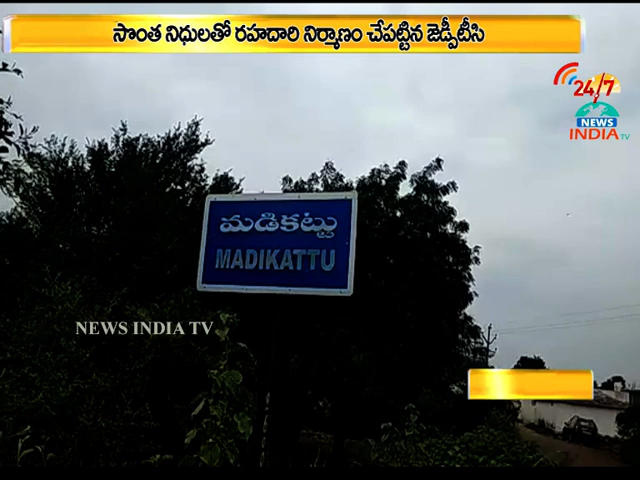 సొంత నిధులతో రహదారి నిర్మాణం చేపట్టిన జెడ్పీటీసి
24/7
NEWS
INDIA TV
మడికట్టు
MADIKATTU
NEWS INDIA TV